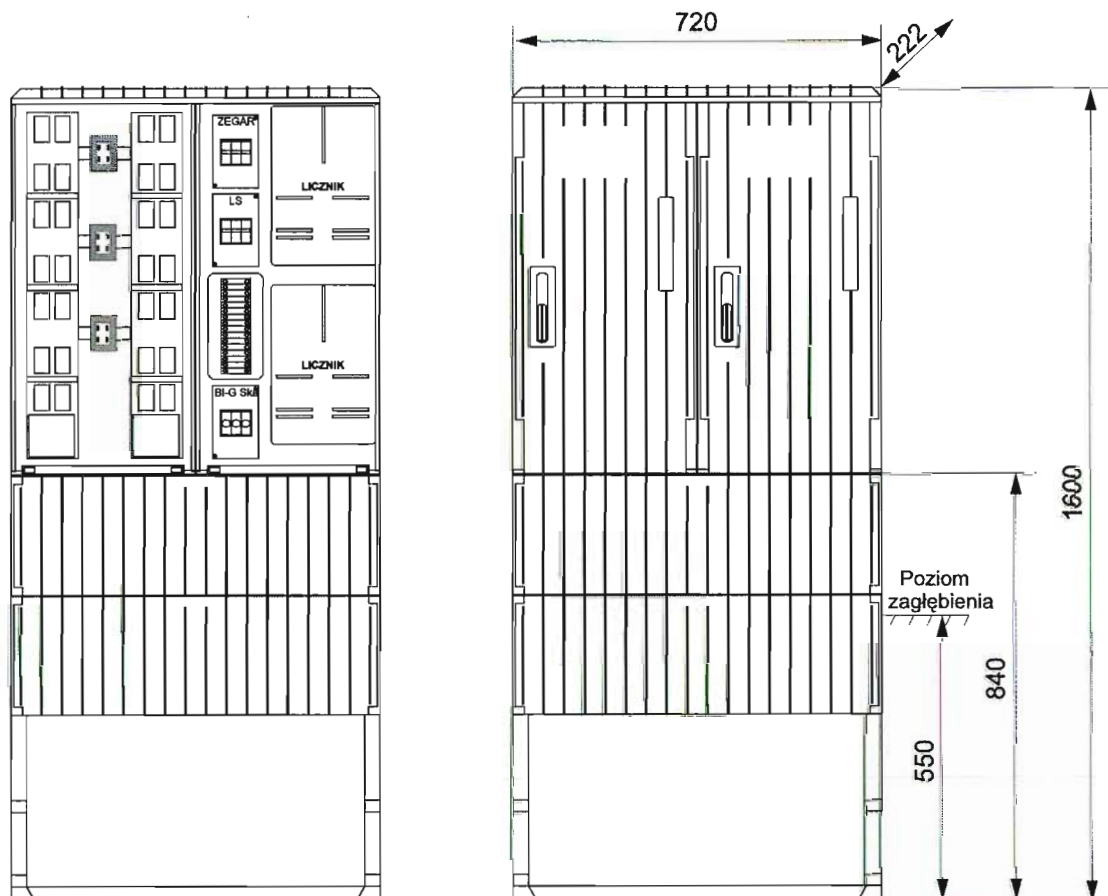 720
222
ZEGAR
LS
LICZNIK
BI-G Sk
LICZNIK
1600
Poziom
zagłębienia
840
550